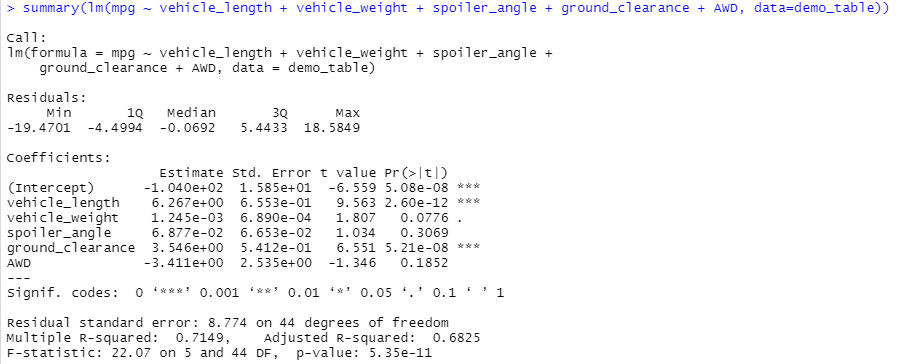 > summary(lm(mpg ~ vehicle_length + vehicle_weight + spoiler_angle + ground_clearance + AWD, data=demo_table))
Call:
lm(formula = mpg ~ vehicle_length + vehicle_weight + spoiler_angle +
    ground_clearance + AWD, data = demo_table)
Residuals:
     Min       1Q   Median       3Q      Max
-19.4701  -4.4994  -0.0692   5.4433  18.5849
Coefficients:
                   Estimate Std. Error t value Pr(>|t|)
(Intercept)      -1.040e+02  1.585e+01  -6.559 5.08e-08 ***
vehicle_length    6.267e+00  6.553e-01   9.563 2.60e-12 ***
vehicle_weight    1.245e-03  6.890e-04   1.807   0.0776 .
spoiler_angle     6.877e-02  6.653e-02   1.034   0.3069
ground_clearance  3.546e+00  5.412e-01   6.551 5.21e-08 ***
AWD              -3.411e+00  2.535e+00  -1.346   0.1852
---
Signif. codes:  0 ‘***’ 0.001 ‘**’ 0.01 ‘*’ 0.05 ‘.’ 0.1 ‘ ’ 1
Residual standard error: 8.774 on 44 degrees of freedom
Multiple R-squared:  0.7149,    Adjusted R-squared:  0.6825
F-statistic: 22.07 on 5 and 44 DF,  p-value: 5.35e-11